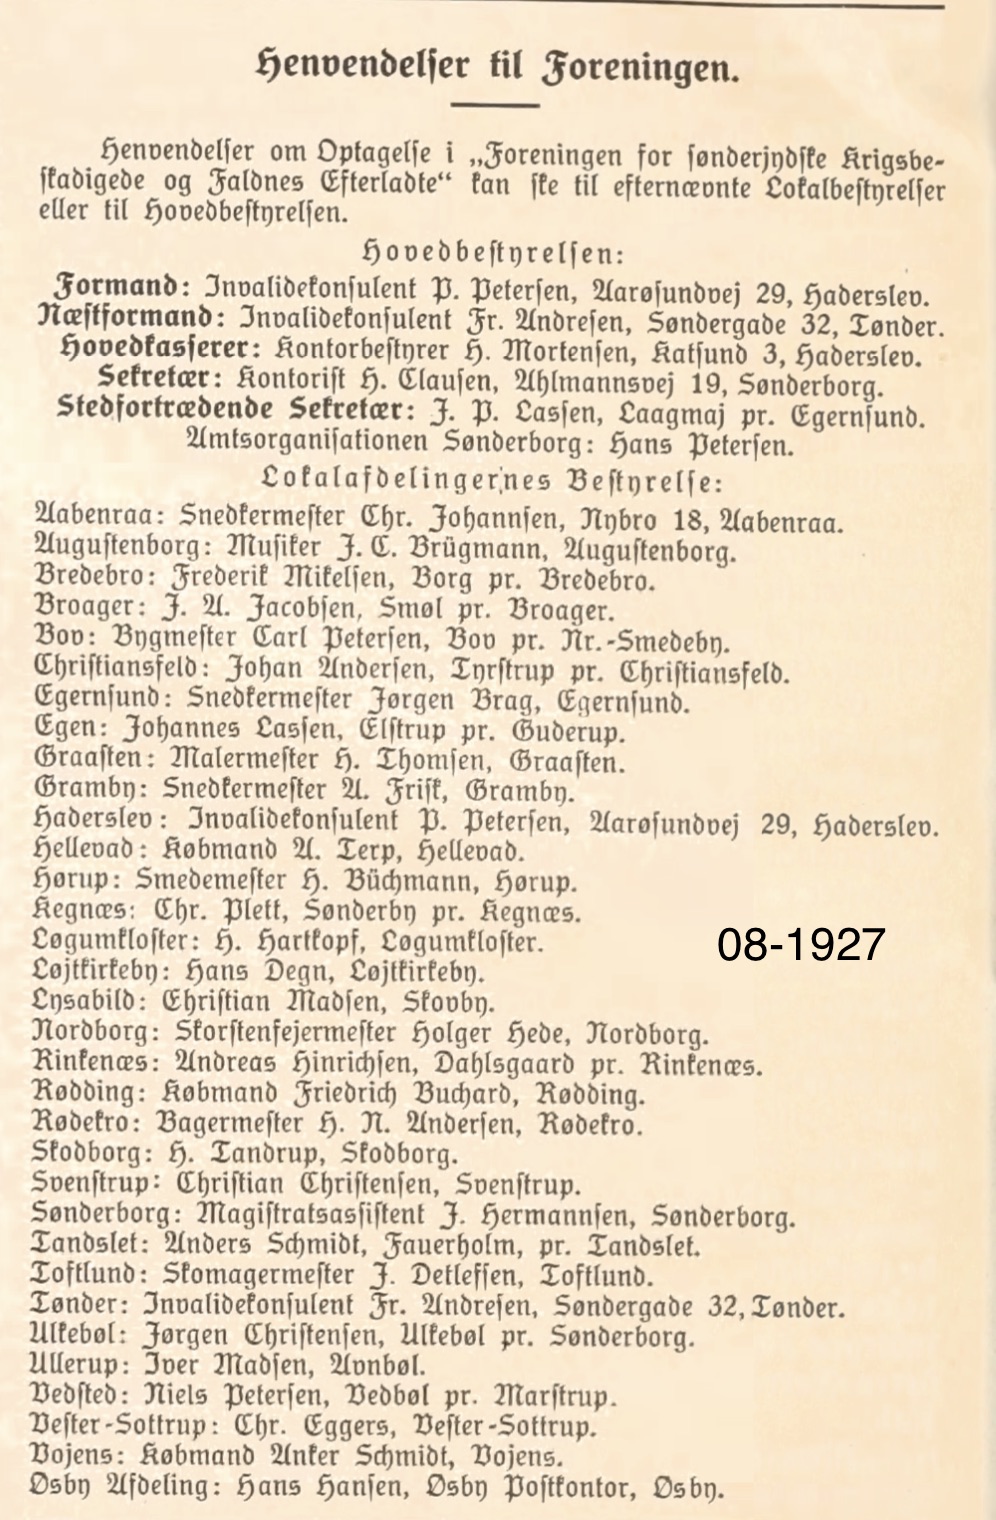 Henvendelser til Foreningen.
Henvendelser om Optagelse i „Foreningen for sønderjydske Krigsbe-
skadigede og Faldnes Efterladte“ kan ske til efternævnte Lokalbestyrelser
eller til Hovedbestyrelsen.
Hovedbestyrelsen:
Formand: Invalidekonsulent P. Petersen, Aarøsundvej 29, Haderslev.
Næstformand: Invalidekonsulent Fr. Andresen, Søndergade 32, Tønder.
Hovedkasserer: Kontorbestyrer H. Mortensen, Katsund 3, Haderslev.
Sekretær: Kontorist H. Clausen, Ahlmannsvej 19, Sønderborg.
Stedfortrædende Sekretær: J. P. Lassen, Laagmaj pr. Egernsund.
Amtsorganisationen Sønderborg: Hans Petersen.
Lokalafdelingernes Bestyrelse:
Aabenraa: Snedkermester Chr. Johannsen, Nybro 18, Aabenraa.
Augustenborg: Musiker J. C. Brügmann, Augustenborg.
Bredebro: Frederik Mikelsen, Borg pr. Bredebro.
Broager: J. A. Jacobsen, Smøl pr. Broager.
Bov: Bygmester Carl Petersen, Bov pr. Nr.-Smedeby.
Christiansfeld: Johan Andersen, Tyrstrup pr. Christiansfeld.
Egernsund: Snedkermester Jørgen Brag, Egernsund.
Egen: Johannes Lassen, Elstrup pr. Guderup.
Graasten: Malermester H. Thomsen, Graasten.
Gramby: Snedkermester A. Frisk, Gramby.
Haderslev: Invalidekonsulent P. Petersen, Aarøsundvej 29, Haderslev.
Hellevad: Købmand A. Terp, Hellevad.
Hørup: Smedemester H. Büchmann, Hørup.
Kegnæs: Chr. Plett, Sønderby pr. Kegnæs.
Løgumkloster: H. Hartkopf, Løgumkloster.
08-1927
Løjtkirkeby: Hans Degn, Løjtkirkeby.
Lysabild: Christian Madsen, Skovby.
Nordborg: Skorstensfejermester Holger Hede, Nordborg.
Rinkenæs: Andreas Hinrichsen, Dahlsgaard pr. Rinkenæs.
Rødding: Købmand Friedrich Buchard, Rødding.
Rødekro: Bagermester H. N. Andersen, Rødekro.
Skodborg: H. Tandrup, Skodborg.
Svenstrup: Christian Christensen, Svenstrup.
Sønderborg: Magistratsassistent J. Hermannsen, Sønderborg.
Tandslet: Anders Schmidt, Fauerholm, pr. Tandslet.
Toftlund: Skomagermester J. Detleffen, Toftlund.
Tønder: Invalidekonsulent Fr. Andresen, Søndergade 32, Tønder.
Ulkebøl: Jørgen Christensen, Ulkebøl pr. Sønderborg.
Ullerup: Iver Madsen, Avnbøl.
Vedsted: Niels Petersen, Vedbøl pr. Marstrup.
Vester-Sottrup: Chr. Eggers, Vester-Sottrup.
Vojens: Købmand Anker Schmidt, Vojens.
Øsby Afdeling: Hans Hansen, Øsby Postkontor, Øsby.